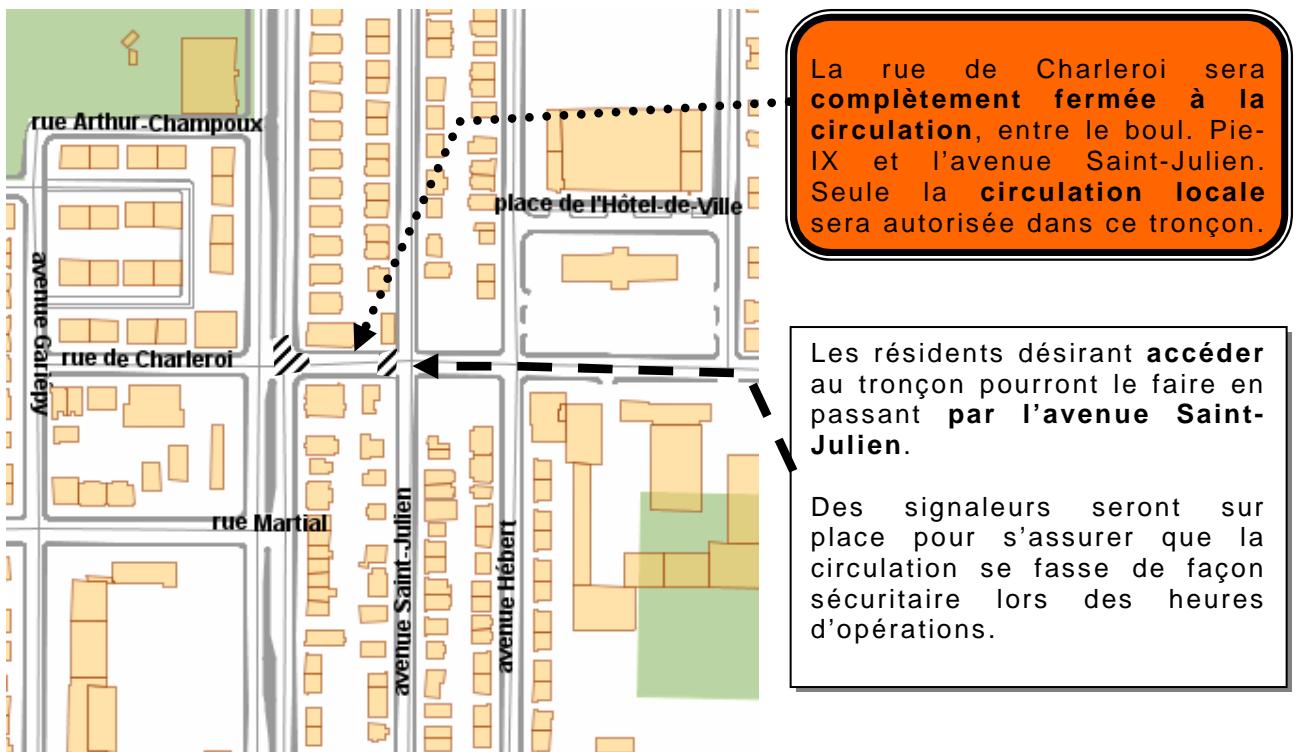 La rue de Charleroi sera
complètement fermée à la
circulation, entre le boul. Pie-
IX et l'avenue Saint-Julien.
Seule la circulation locale
sera autorisée dans ce tronçon.
Les résidents désirant accéder
au tronçon pourront le faire en
passant par l'avenue Saint-
Julien.
Des signaleurs seront sur
place pour s'assurer que la
circulation se fasse de façon
sécuritaire lors des heures
d'opérations.
rue Arthur-Champoux
place de l'Hôtel-de-Ville
avenue Gariépy
rue de Charleroi
rue Martial
avenue Saint-Julien
avenue Hébert